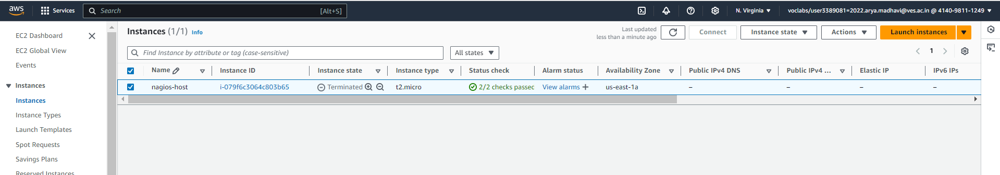 aws Services Search [Alt+S] N. Virginia voclabs/user3389081=2022.arya.madhavi@ves.ac.in @ 4140-9811-1249
EC2 Dashboard
EC2 Global View
Events
Instances
Instances
Instance Types
Launch Templates
Spot Requests
Savings Plans
Reserved Instances
Instances (1/1) Info
Last updated
less than a minute ago
Connect Instance state Actions Launch instances
Find Instance by attribute or tag (case-sensitive) All states 1
Name Instance ID Instance state Instance type Status check Alarm status Availability Zone Public IPv4 DNS Public IPv4 ... Elastic IP IPv6 IPs
nagios-host i-079f6c3064c803b65 Terminated t2.micro 2/2 checks passed View alarms + us-east-1a – – – –